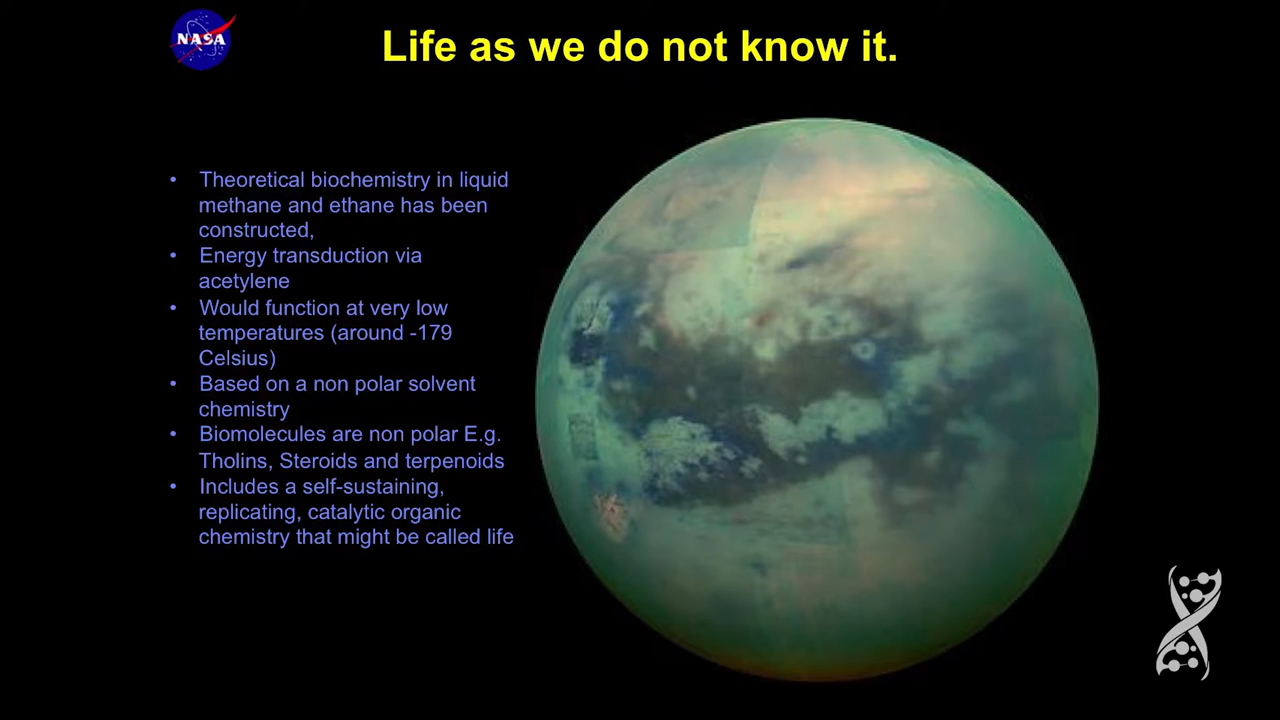 NASA
Life as we do not know it.
• Theoretical biochemistry in liquid
methane and ethane has been
constructed,
• Energy transduction via
acetylene
• Would function at very low
temperatures (around -179
Celsius)
• Based on a non polar solvent
chemistry
• Biomolecules are non polar E.g.
Tholins, Steroids and terpenoids
• Includes a self-sustaining,
replicating, catalytic organic
chemistry that might be called life